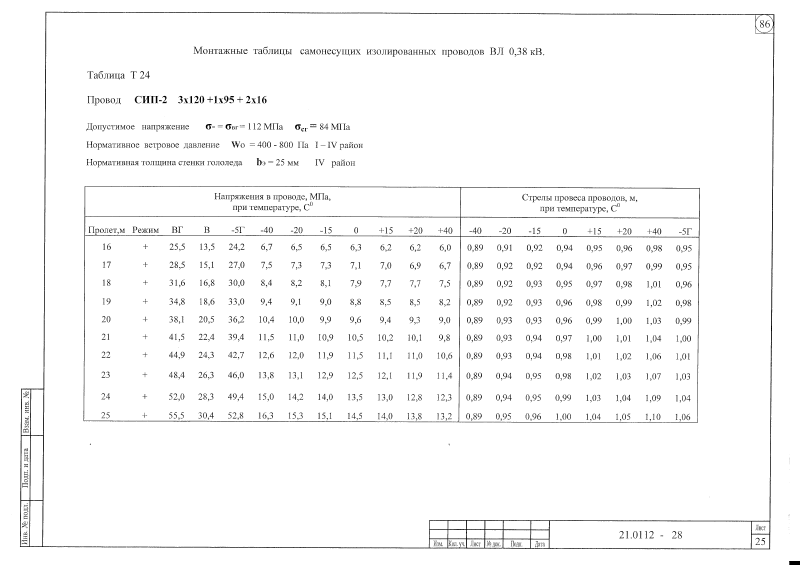 86
Монтажные таблицы самонесущих изолированных проводов ВЛ 0,38 кВ.
Таблица Т 24
Провод СИП-2 3х120 +1х95 + 2х16
Допустимое напряжение σ- = σвг = 112 МПа σсг = 84 МПа
Нормативное ветровое давление Wо = 400 - 800 Па I – IV район
Нормативная толщина стенки гололеда bэ = 25 мм IV район
Напряжения в проводе, МПа, при температуре, С0 Стрелы провеса проводов, м, при температуре, С0
Пролет,м Режим ВГ В -5Г -40 -20 -15 0 +15 +20 +40 -40 -20 -15 0 +15 +20 +40 -5Г
16 + 25,5 13,5 24,2 6,7 6,5 6,5 6,3 6,2 6,2 6,0 0,89 0,91 0,92 0,94 0,95 0,96 0,98 0,95
17 + 28,5 15,1 27,0 7,5 7,3 7,3 7,1 7,0 6,9 6,7 0,89 0,92 0,92 0,94 0,96 0,97 0,99 0,95
18 + 31,6 16,8 30,0 8,4 8,2 8,1 7,9 7,7 7,7 7,5 0,89 0,92 0,93 0,95 0,97 0,98 1,01 0,96
19 + 34,8 18,6 33,0 9,4 9,1 9,0 8,8 8,5 8,5 8,2 0,89 0,92 0,93 0,96 0,98 0,99 1,02 0,98
20 + 38,1 20,5 36,2 10,4 10,0 9,9 9,6 9,4 9,3 9,0 0,89 0,93 0,93 0,96 0,99 1,00 1,03 0,99
21 + 41,5 22,4 39,4 11,5 11,0 10,9 10,5 10,2 10,1 9,8 0,89 0,93 0,94 0,97 1,00 1,01 1,04 1,00
22 + 44,9 24,3 42,7 12,6 12,0 11,9 11,5 11,1 11,0 10,6 0,89 0,93 0,94 0,98 1,01 1,02 1,06 1,01
23 + 48,4 26,3 46,0 13,8 13,1 12,9 12,5 12,1 11,9 11,4 0,89 0,94 0,95 0,98 1,02 1,03 1,07 1,03
24 + 52,0 28,3 49,4 15,0 14,2 14,0 13,5 13,0 12,8 12,3 0,89 0,94 0,95 0,99 1,03 1,04 1,09 1,04
25 + 55,5 30,4 52,8 16,3 15,3 15,1 14,5 14,0 13,8 13,2 0,89 0,95 0,96 1,00 1,04 1,05 1,10 1,06
Взам. инв. №
Подп. и дата
Инв. № подл.
Изм. Кол. уч. Лист № док. Подп. Дата
21.0112 - 28
Лист
25